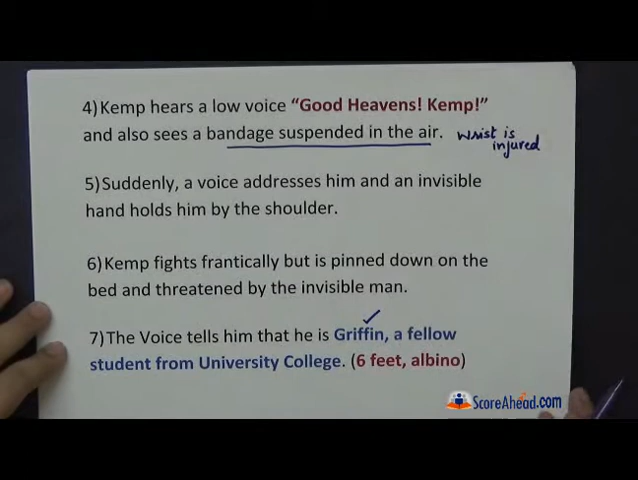 4)Kemp hears a low voice “Good Heavens! Kemp!”
and also sees a bandage suspended in the air. wrist is
injured
5)Suddenly, a voice addresses him and an invisible
hand holds him by the shoulder.
6)Kemp fights frantically but is pinned down on the
bed and threatened by the invisible man.
7)The Voice tells him that he is Griffin, a fellow
student from University College. (6 feet, albino)
ScoreAhead.com